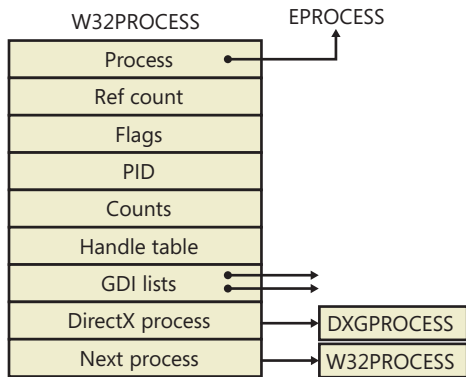 W32PROCESS
EPROCESS
Process
Ref count
Flags
PID
Counts
Handle table
GDI lists
DirectX process
DXGPROCESS
Next process
W32PROCESS